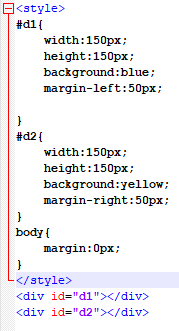 <style>
#d1{
width:150px;
height:150px;
background:blue;
margin-left:50px;
}
#d2{
width:150px;
height:150px;
background:yellow;
margin-right:50px;
}
body{
margin:0px;
}
</style>
<div id="d1"></div>
<div id="d2"></div>